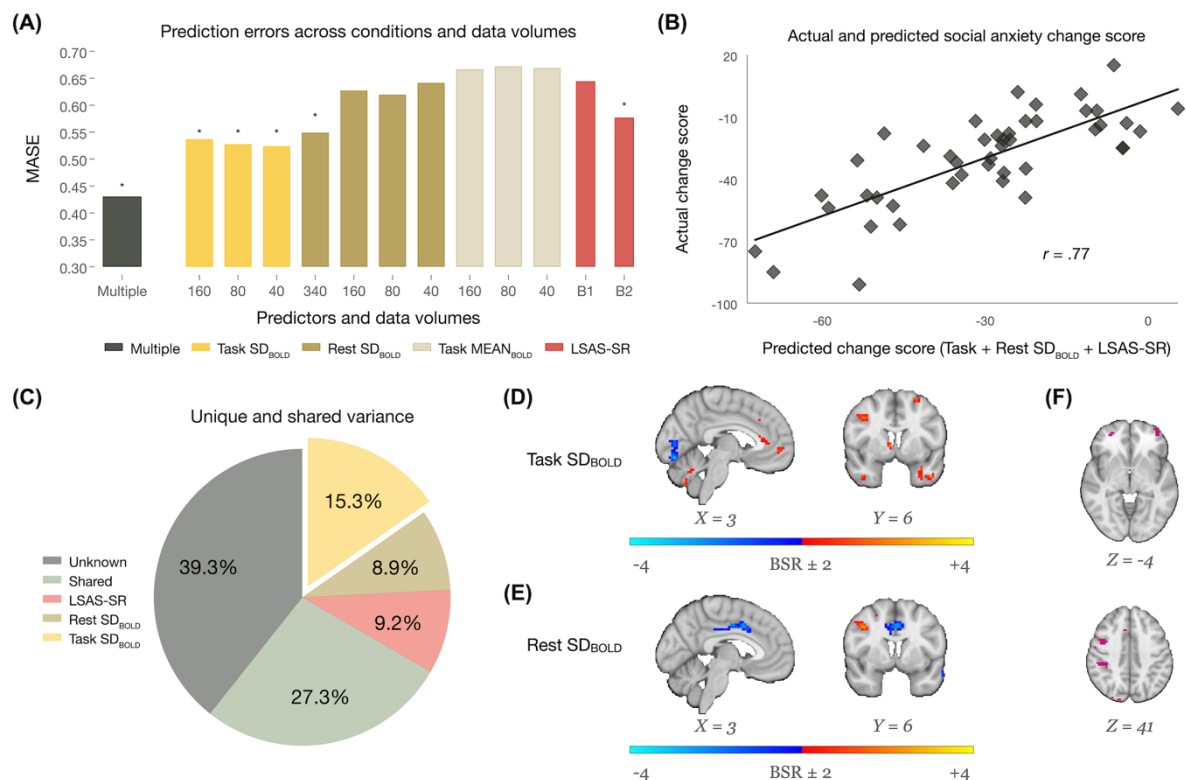 (A)
Prediction errors across conditions and data volumes
0.70
0.65
0.60
0.55
0.50
0.45
0.40
0.35
0.30
MASE
* * * * * *
Multiple 160 80 40 340 160 80 40 160 80 40 B1 B2
Predictors and data volumes
Multiple Task SDBOLD Rest SDBOLD Task MEANBOLD LSAS-SR
(B)
Actual and predicted social anxiety change score
20
-10
-40
-70
-100
Actual change score
r = .77
-60 -30 0
Predicted change score (Task + Rest SDBOLD + LSAS-SR)
(C)
Unique and shared variance
15.3%
8.9%
9.2%
27.3%
39.3%
Unknown
Shared
LSAS-SR
Rest SDBOLD
Task SDBOLD
(D)
Task SDBOLD
X = 3 Y = 6
-4 BSR ± 2 +4
(E)
Rest SDBOLD
X = 3 Y = 6
-4 BSR ± 2 +4
(F)
Z = -4
Z = 41